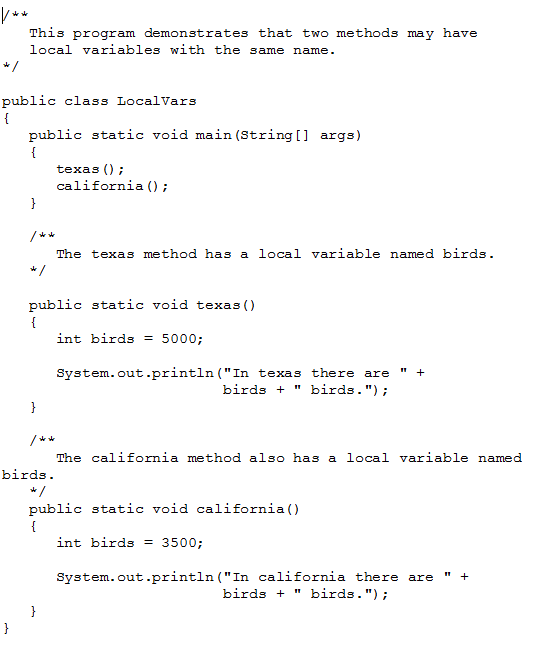 /**
   This program demonstrates that two methods may have
   local variables with the same name.
*/

public class LocalVars
{
   public static void main(String[] args)
   {
      texas();
      california();
   }

   /**
      The texas method has a local variable named birds.
   */

   public static void texas()
   {
      int birds = 5000;

      System.out.println("In texas there are " +
                         birds + " birds.");
   }

   /**
      The california method also has a local variable named
birds.
   */
   public static void california()
   {
      int birds = 3500;

      System.out.println("In california there are " +
                         birds + " birds.");
   }
}